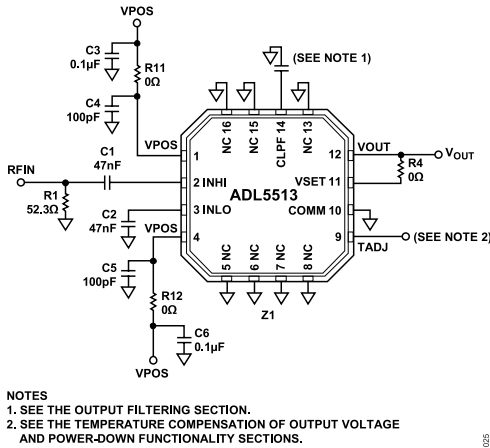 VPOS
C3
0.1µF
R11
0Ω
C4
100pF
VPOS
(SEE NOTE 1)
NC 16
NC 15
CLPF 14
NC 13
C1
47nF
RFIN
R1
52.3Ω
C2
47nF
VPOS
1
2 INHI
3 INLO
4
ADL5513
12
VSET 11
COMM 10
9
VOUT
VOUT
R4
0Ω
TADJ
(SEE NOTE 2)
5 NC
6 NC
7 NC
8 NC
Z1
C5
100pF
R12
0Ω
C6
0.1µF
VPOS
NOTES
1. SEE THE OUTPUT FILTERING SECTION.
2. SEE THE TEMPERATURE COMPENSATION OF OUTPUT VOLTAGE
AND POWER-DOWN FUNCTIONALITY SECTIONS.
025